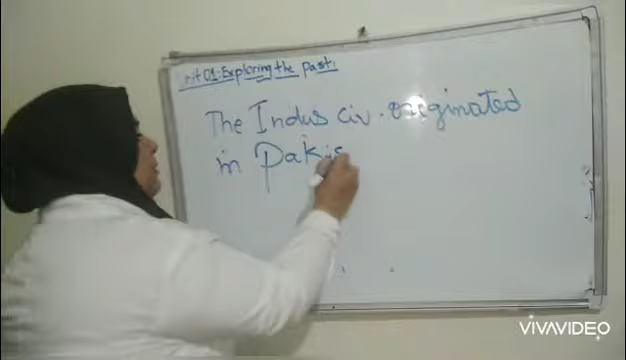 Unit 01: Exploring the past:
The Indus civ. originated
in Pakis
VIVAVIDEO